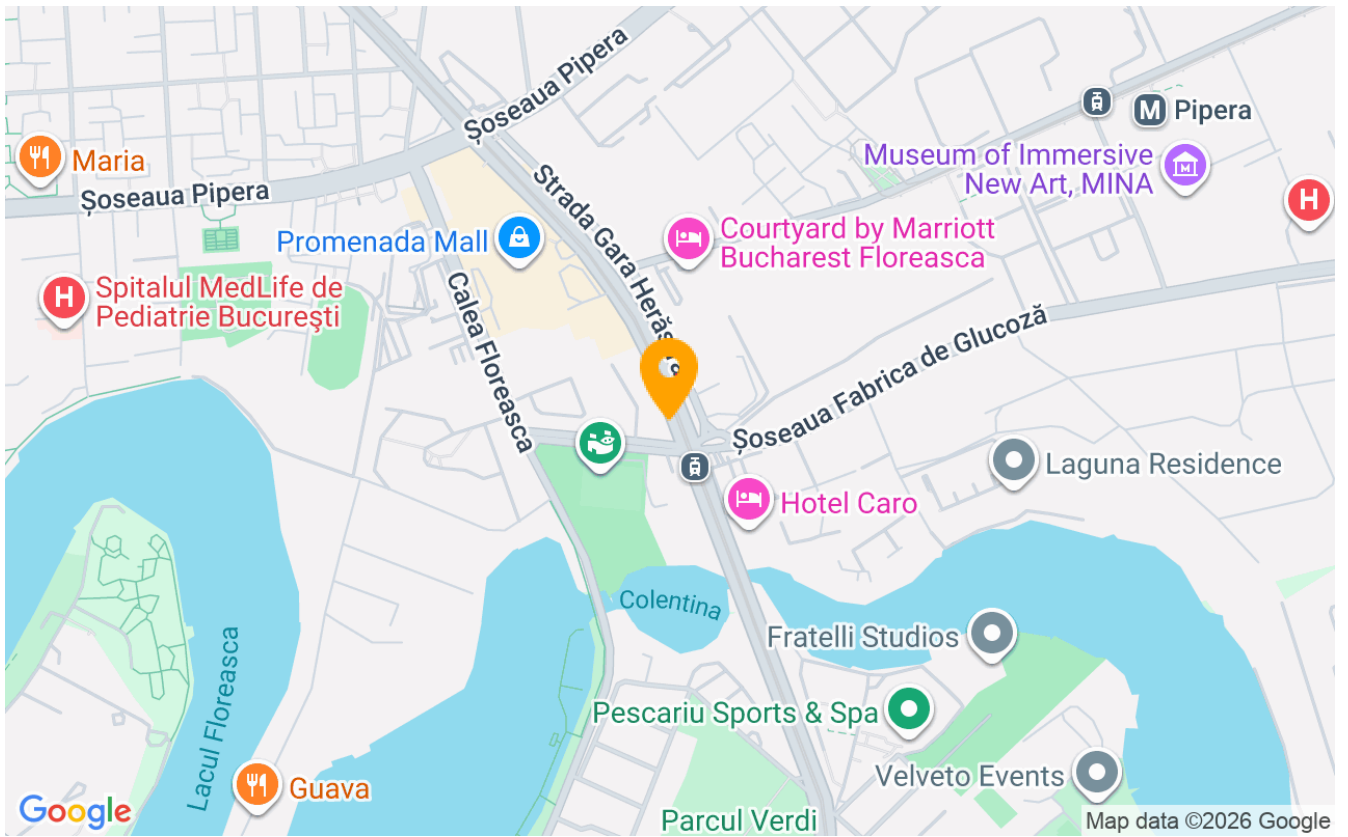 Șoseaua Pipera
Pipera
Maria
Museum of Immersive
New Art, MINA
Șoseaua Pipera
Strada Gara Herăs
Promenada Mall
Courtyard by Marriott
Bucharest Floreasca
Spitalul MedLife de
Pediatrie București
Calea Floreasca
Șoseaua Fabrica de Glucoză
Laguna Residence
Hotel Caro
Colentina
Fratelli Studios
Lacul Floreasca
Pescariu Sports & Spa
Velveto Events
Guava
Parcul Verdi
Google
Map data ©2026 Google